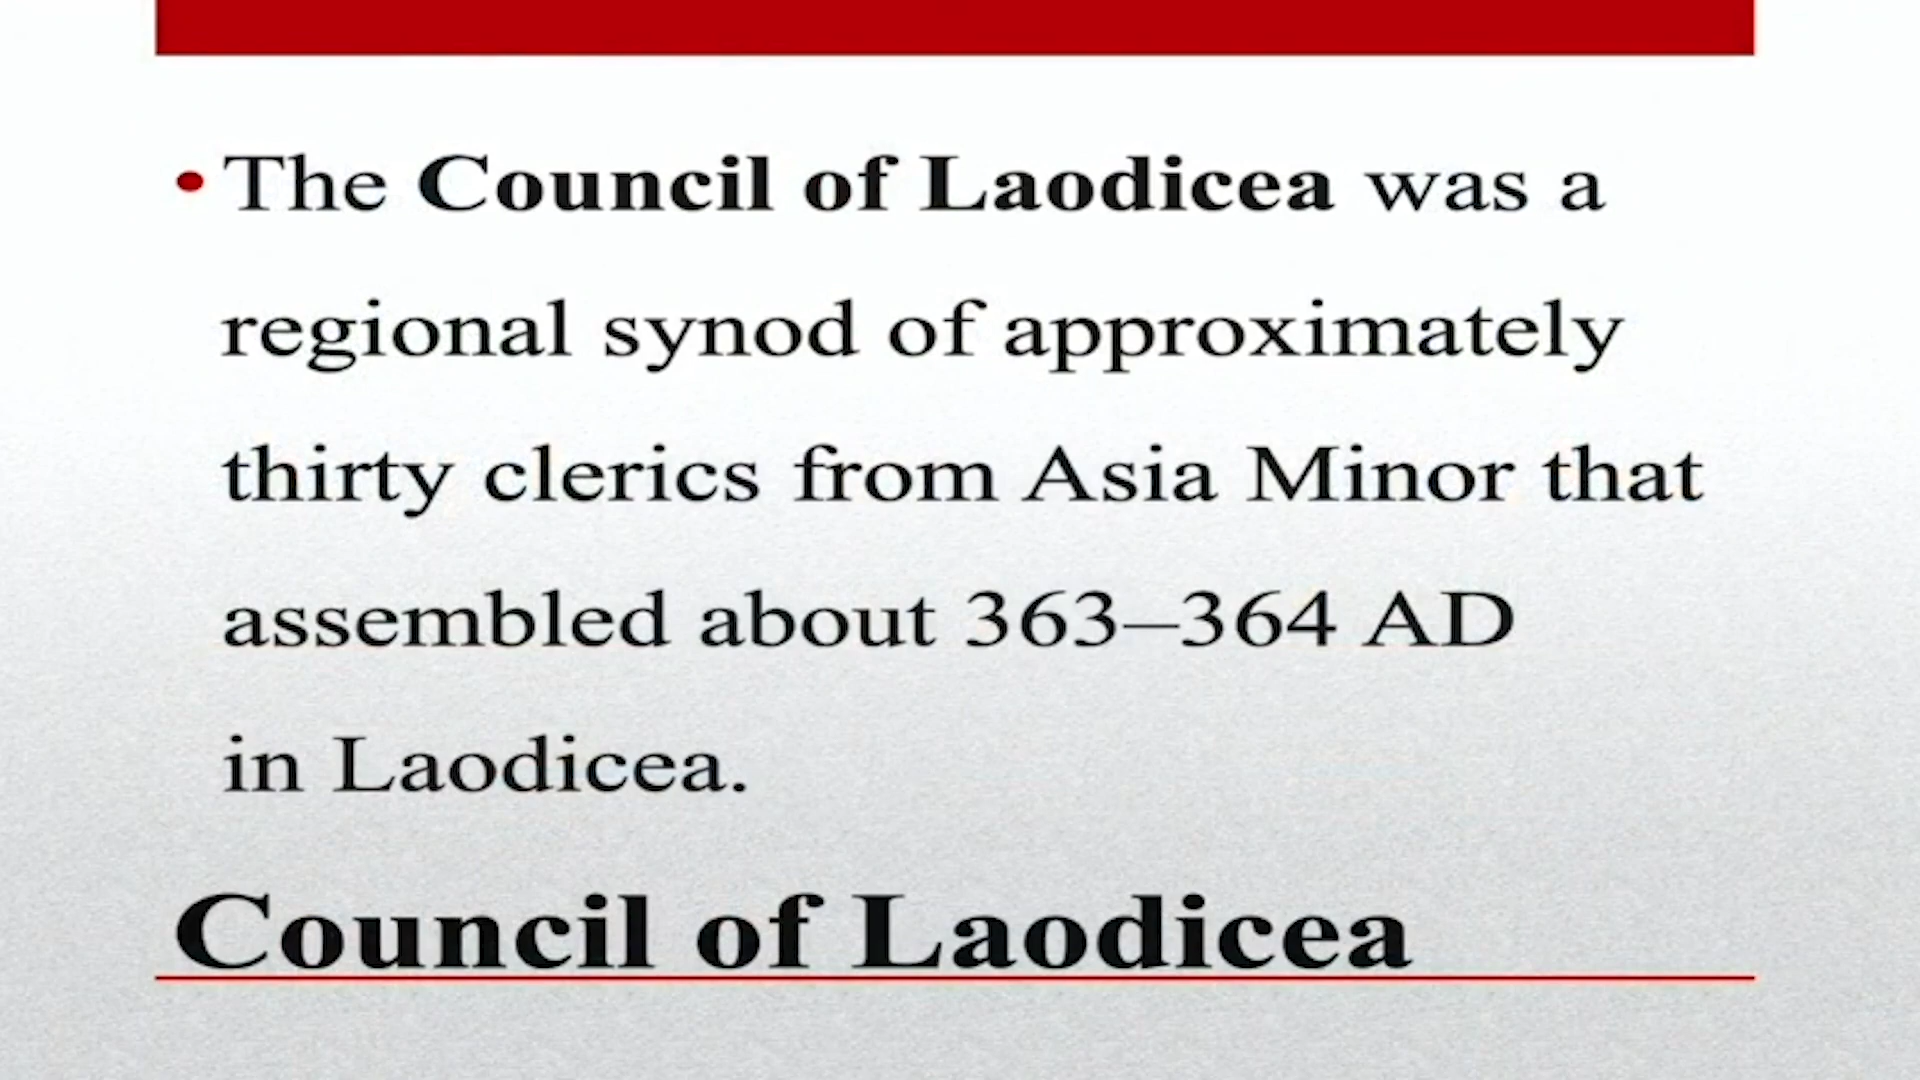 • The Council of Laodicea was a
regional synod of approximately
thirty clerics from Asia Minor that
assembled about 363–364 AD
in Laodicea.
Council of Laodicea